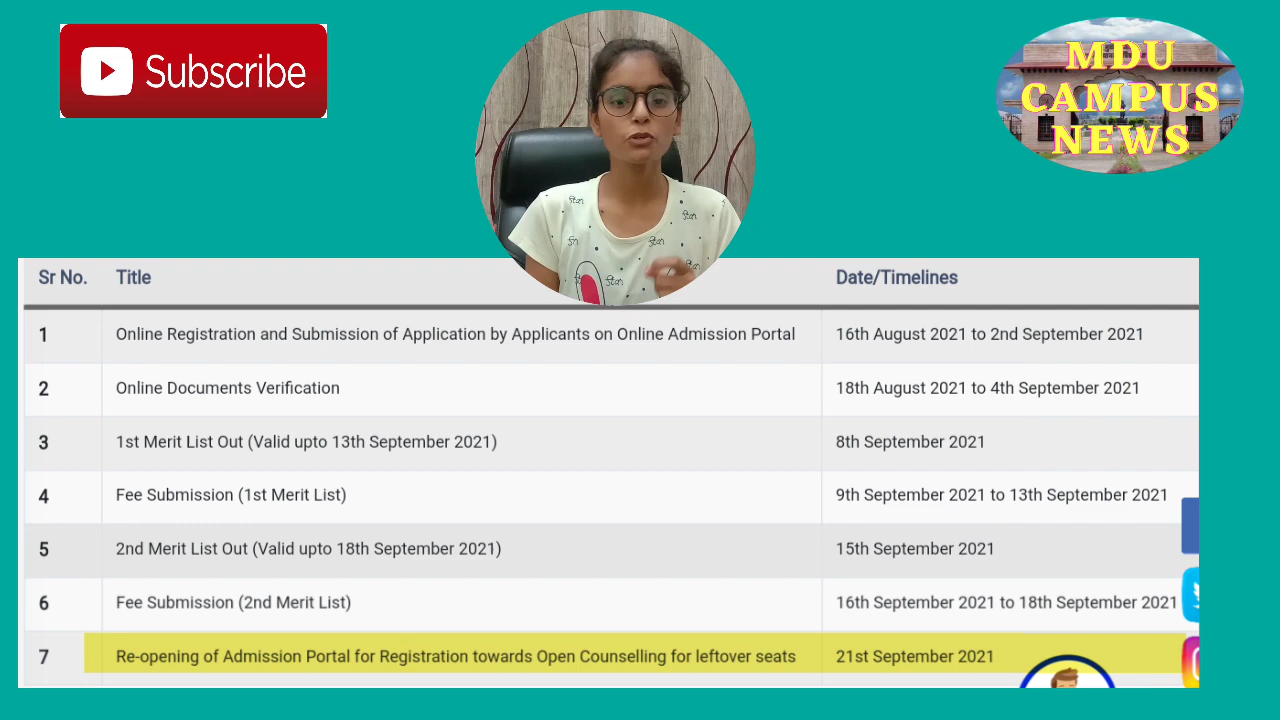 Subscribe
MDU
CAMPUS
NEWS
Sr No. Title Date/Timelines
1 Online Registration and Submission of Application by Applicants on Online Admission Portal 16th August 2021 to 2nd September 2021
2 Online Documents Verification 18th August 2021 to 4th September 2021
3 1st Merit List Out (Valid upto 13th September 2021) 8th September 2021
4 Fee Submission (1st Merit List) 9th September 2021 to 13th September 2021
5 2nd Merit List Out (Valid upto 18th September 2021) 15th September 2021
6 Fee Submission (2nd Merit List) 16th September 2021 to 18th September 2021
7 Re-opening of Admission Portal for Registration towards Open Counselling for leftover seats 21st September 2021